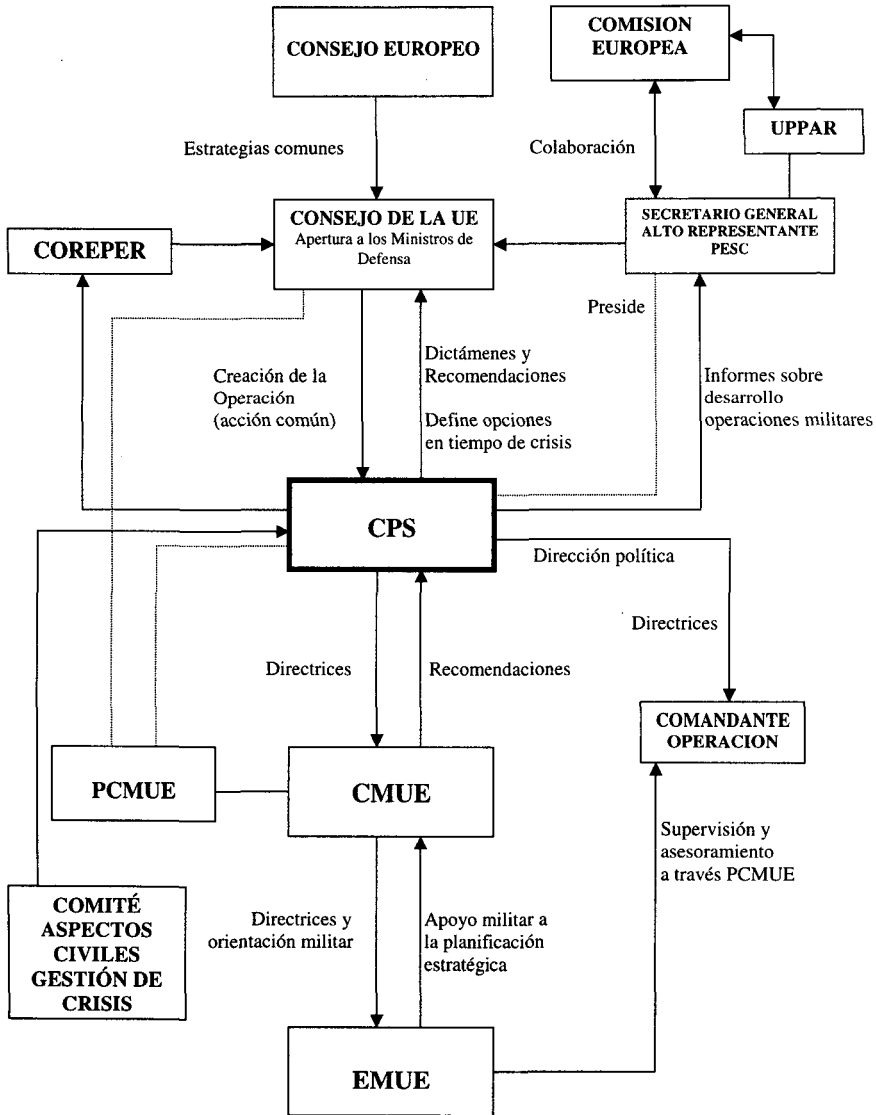 CONSEJO EUROPEO
COMISION
EUROPEA
UPPAR
Estrategias comunes
Colaboración
CONSEJO DE LA UE
Apertura a los Ministros de
Defensa
SECRETARIO GENERAL
ALTO REPRESENTANTE
PESC
COREPER
Preside
Creación de la
Operación
(acción común)
Dictámenes y
Recomendaciones
Define opciones
en tiempo de crisis
Informes sobre
desarrollo
operaciones militares
CPS
Dirección política
Directrices
Directrices
Recomendaciones
COMANDANTE
OPERACION
PCMUE
CMUE
Supervisión y
asesoramiento
a través PCMUE
COMITÉ
ASPECTOS
CIVILES
GESTIÓN DE
CRISIS
Directrices y
orientación militar
Apoyo militar a
la planificación
estratégica
EMUE